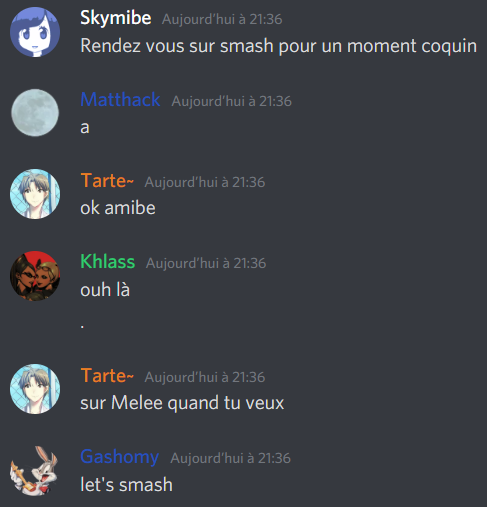 Skymibe Aujourd'hui à 21:36
Rendez vous sur smash pour un moment coquin
Matthack Aujourd'hui à 21:36
a
Tarte~ Aujourd'hui à 21:36
ok amibe
Khlass Aujourd'hui à 21:36
ouh là
.
Tarte~ Aujourd'hui à 21:36
sur Melee quand tu veux
Gashomy Aujourd'hui à 21:36
let's smash